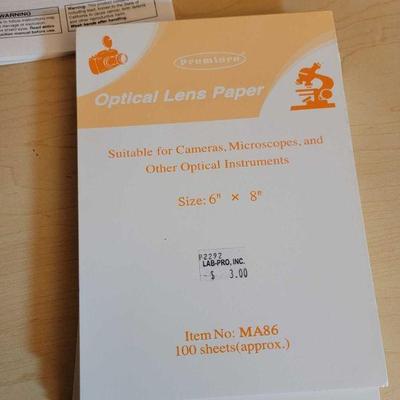 WARNING
Premiere
Optical Lens Paper
Suitable for Cameras, Microscopes, and
Other Optical Instruments
Size: 6" × 8"
P2292
LAB-PRO, INC.
$ 3.00
Item No: MA86
100 sheets(approx.)